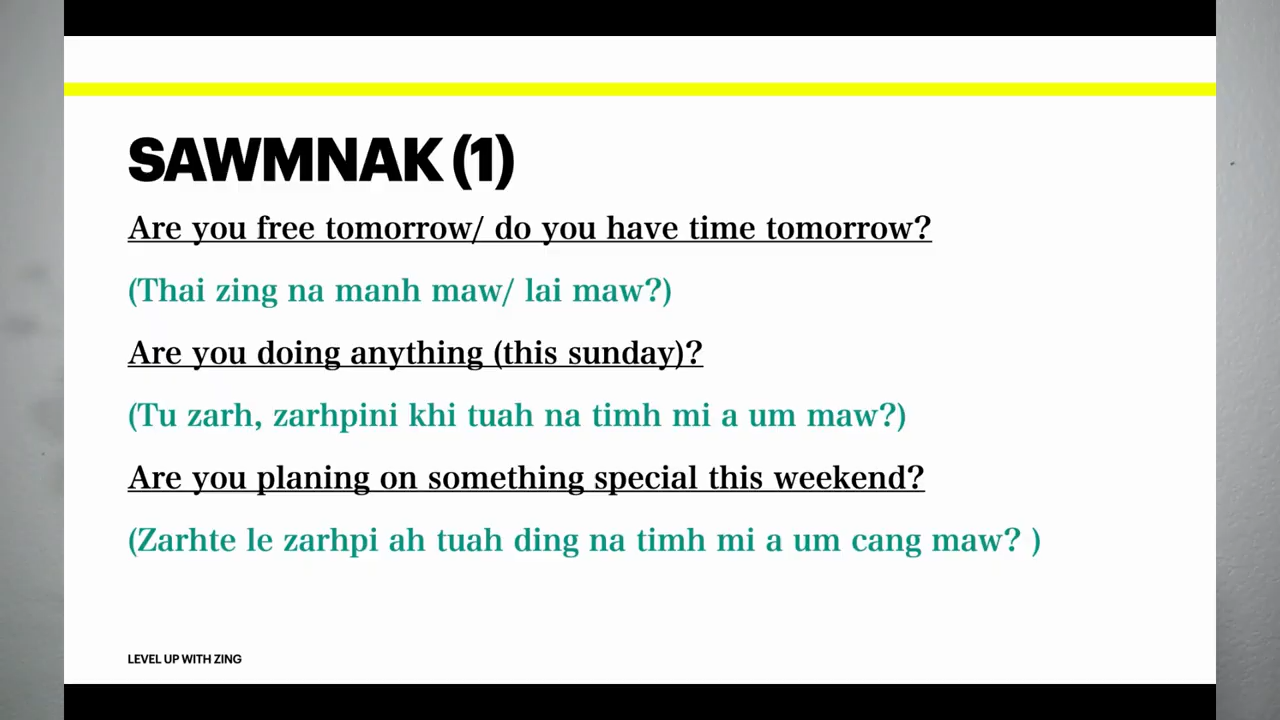 SAWMNAK (1)
Are you free tomorrow/ do you have time tomorrow?
(Thai zing na manh maw/ lai maw?)
Are you doing anything (this sunday)?
(Tu zarh, zarhpini khi tuah na timh mi a um maw?)
Are you planing on something special this weekend?
(Zarhte le zarhpi ah tuah ding na timh mi a um cang maw? )
LEVEL UP WITH ZING